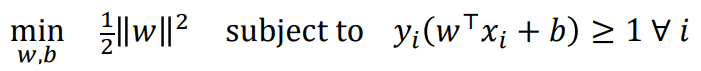 min w,b ½‖w‖² subject to yᵢ(wᵀxᵢ + b) ≥ 1 ∀ i